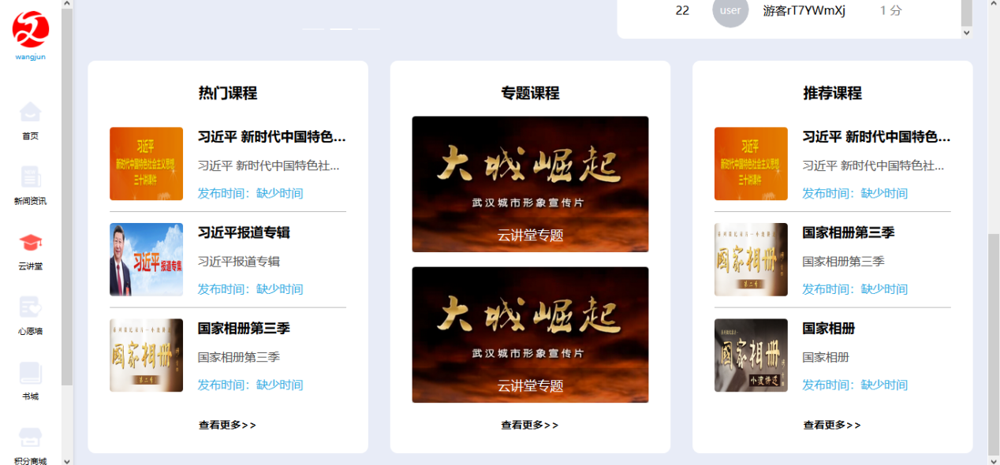 22 user 游客rT7YWmXj 1 分
wangjun
首页
新闻资讯
云讲堂
心愿墙
书城
积分商城
热门课程
习近平
新时代中国特色社会主义思想
三十讲课件
习近平 新时代中国特色...
习近平 新时代中国特色社...
发布时间：缺少时间
习近平报道专集
习近平报道专辑
习近平报道专辑
发布时间：缺少时间
國家相册
第二季
国家相册第三季
国家相册第三季
发布时间：缺少时间
查看更多>>
专题课程
大城崛起
武汉城市形象宣传片
云讲堂专题
大城崛起
武汉城市形象宣传片
云讲堂专题
查看更多>>
推荐课程
习近平
新时代中国特色社会主义思想
三十讲课件
习近平 新时代中国特色...
习近平 新时代中国特色社...
发布时间：缺少时间
國家相册
第二季
国家相册第三季
国家相册第三季
发布时间：缺少时间
國家相册
小渡讲述
国家相册
国家相册
发布时间：缺少时间
查看更多>>